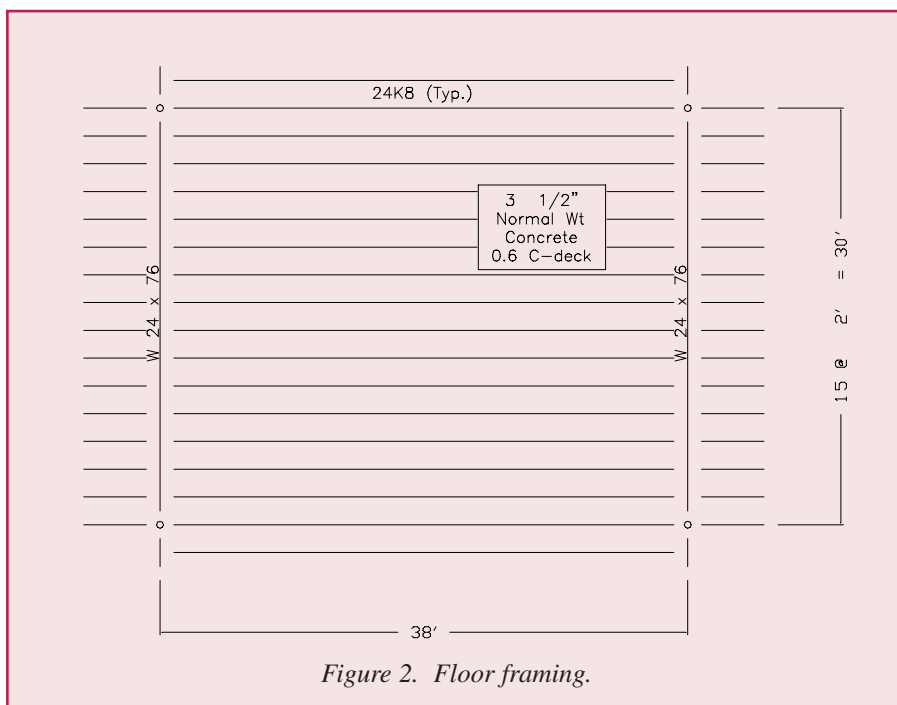 24K8 (Typ.)
3 1/2"
Normal Wt
Concrete
0.6 C-deck
W 24 x 76
W 24 x 76
15 @ 2' = 30'
38'
Figure 2. Floor framing.